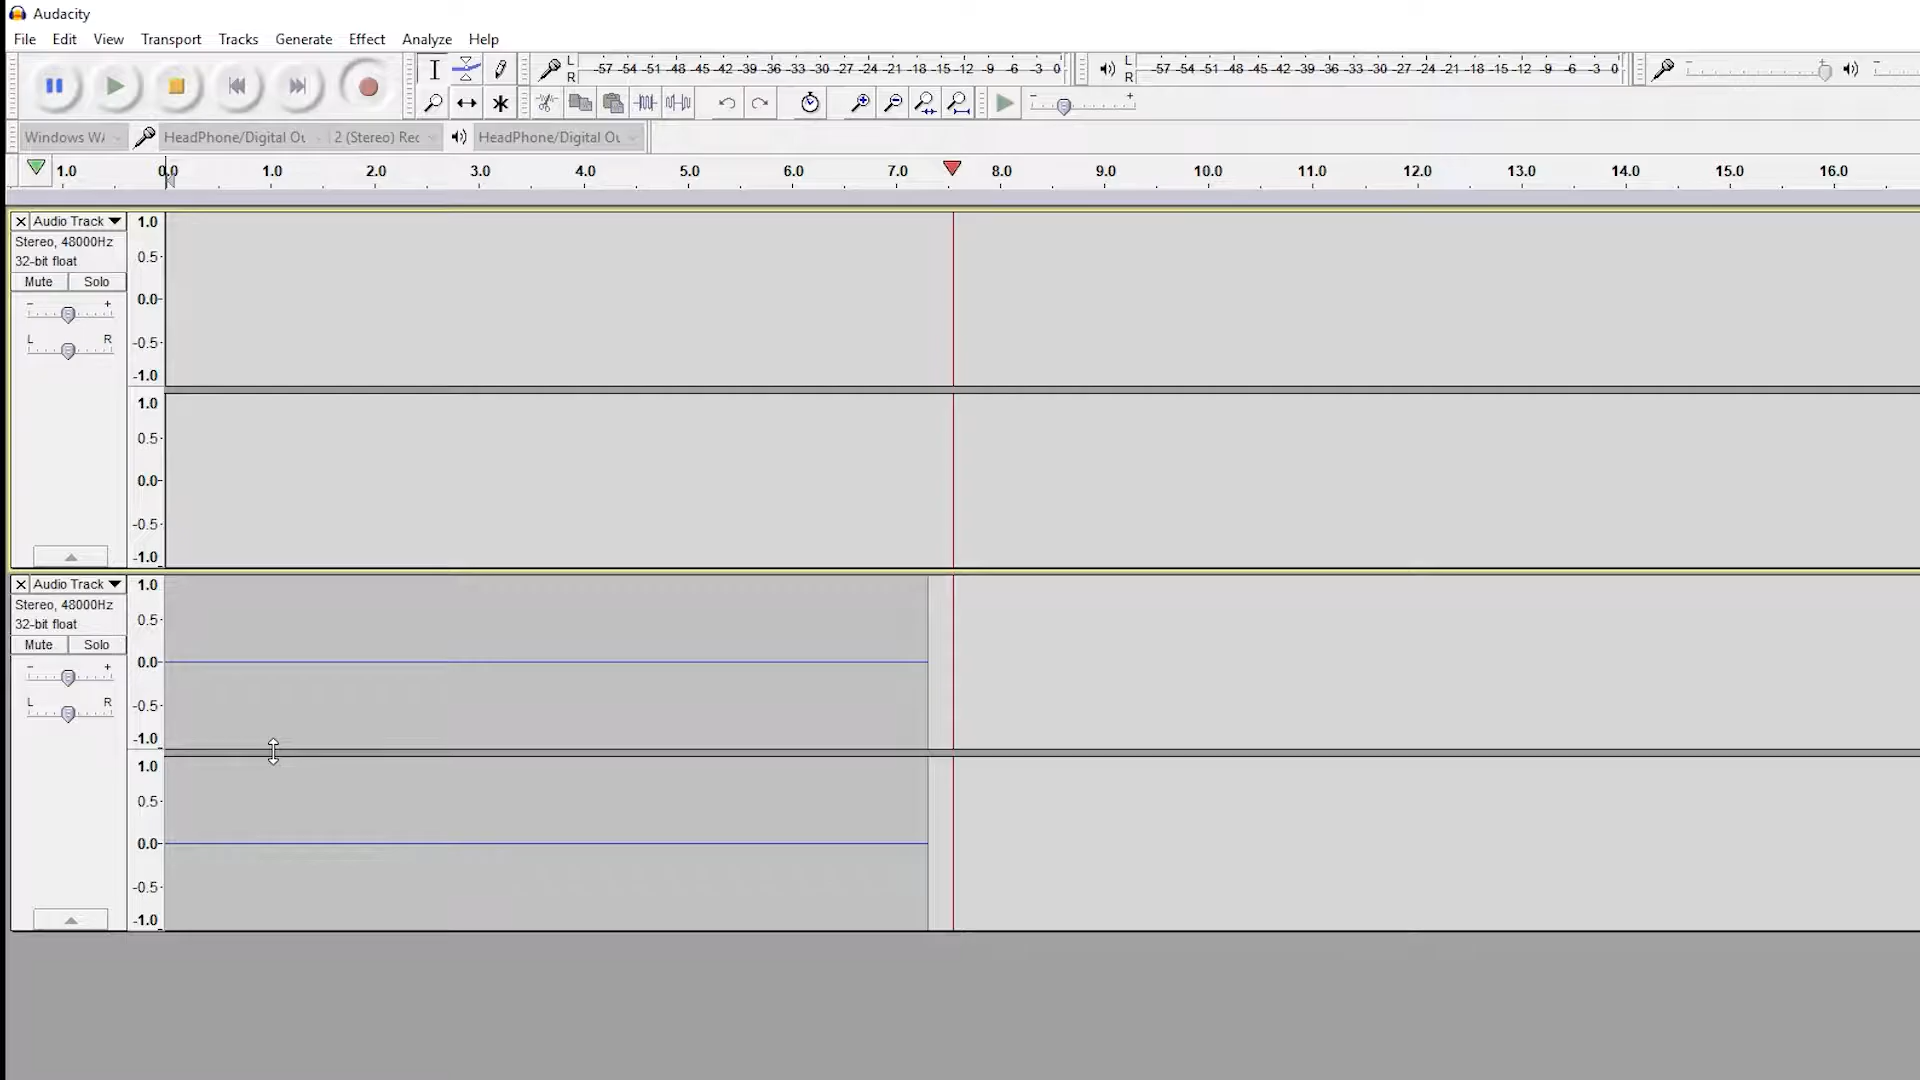 Audacity
File Edit View Transport Tracks Generate Effect Analyze Help
L
R
-57 -54 -51 -48 -45 -42 -39 -36 -33 -30 -27 -24 -21 -18 -15 -12 -9 -6 -3 0
L
R
-57 -54 -51 -48 -45 -42 -39 -36 -33 -30 -27 -24 -21 -18 -15 -12 -9 -6 -3 0
- +
Windows W HeadPhone/Digital Ou 2 (Stereo) Rec HeadPhone/Digital Ou
1.0 0.0 1.0 2.0 3.0 4.0 5.0 6.0 7.0 8.0 9.0 10.0 11.0 12.0 13.0 14.0 15.0 16.0
Audio Track
Stereo, 48000Hz
32-bit float
Mute Solo
- +
L R
1.0
0.5
0.0
-0.5
-1.0
1.0
0.5
0.0
-0.5
-1.0
Audio Track
Stereo, 48000Hz
32-bit float
Mute Solo
- +
L R
1.0
0.5
0.0
-0.5
-1.0
1.0
0.5
0.0
-0.5
-1.0